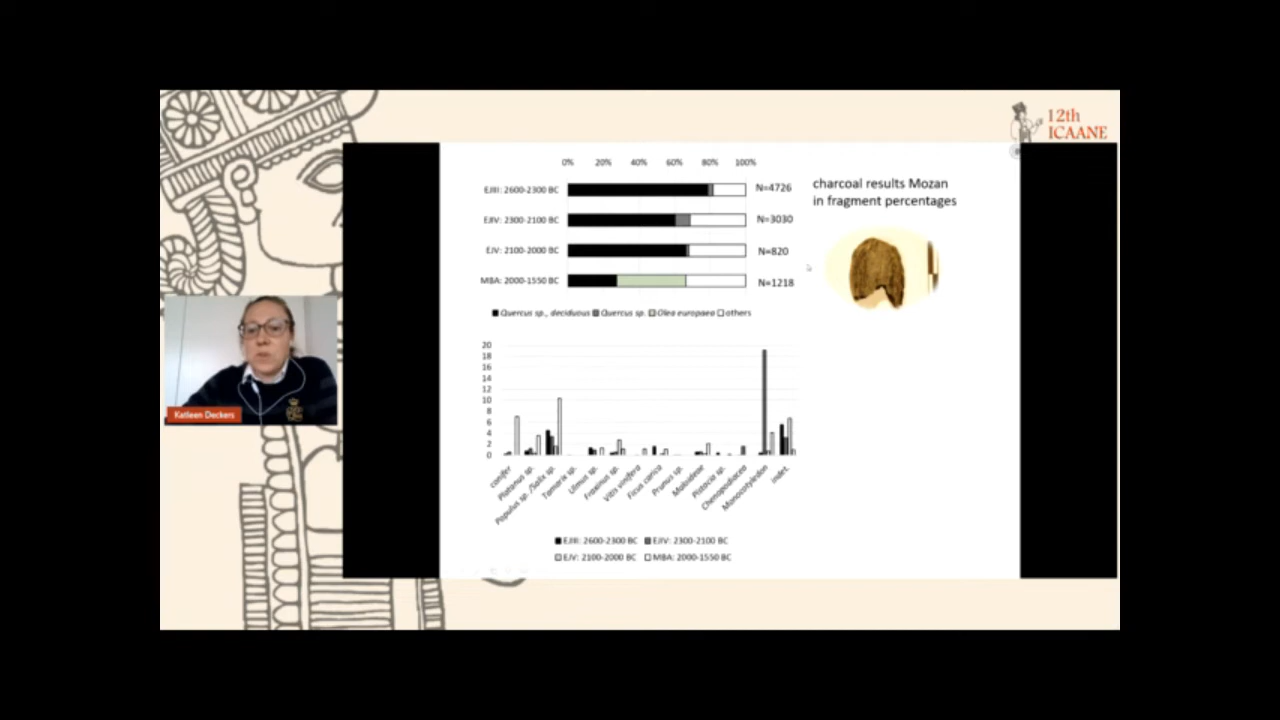 12th
ICAANE
0% 20% 40% 60% 80% 100%
EJIII: 2600-2300 BC N=4726
EJIV: 2300-2100 BC N=3030
EJV: 2100-2000 BC N=820
MBA: 2000-1550 BC N=1218
Quercus sp., deciduous Quercus sp. Olea europaea others
charcoal results Mozan
in fragment percentages
20
18
16
14
12
10
8
6
4
2
0
conifer
Platanus sp.
Populus sp. /Salix sp.
Tamarix sp.
Ulmus sp.
Fraxinus sp.
Vitis vinifera
Ficus carica
Prunus sp.
Maloideae
Pistacia sp.
Chenopodiacea
Monocotyledon
indet.
EJIII: 2600-2300 BC EJIV: 2300-2100 BC
EJV: 2100-2000 BC MBA: 2000-1550 BC
Katleen Deckers